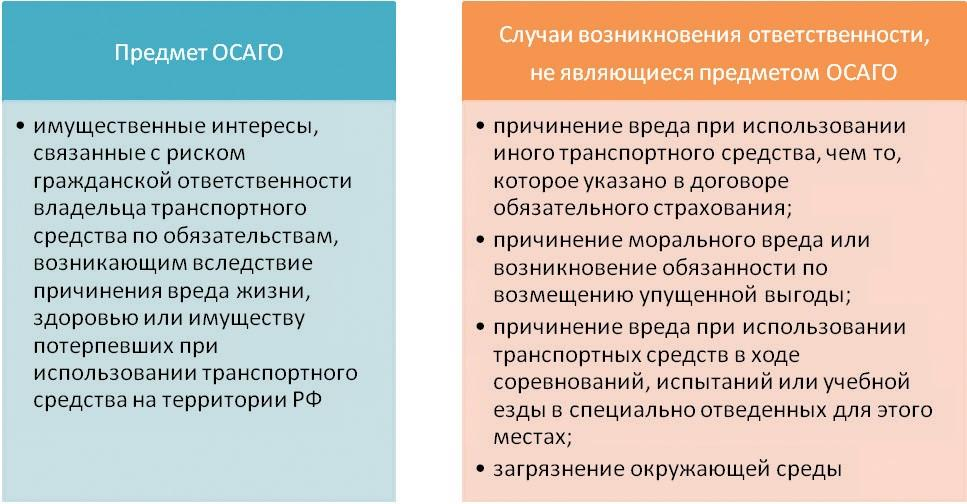 Предмет ОСАГО
• имущественные интересы,
связанные с риском
гражданской ответственности
владельца транспортного
средства по обязательствам,
возникающим вследствие
причинения вреда жизни,
здоровью или имуществу
потерпевших при
использовании транспортного
средства на территории РФ
Случаи возникновения ответственности,
не являющиеся предметом ОСАГО
• причинение вреда при использовании
иного транспортного средства, чем то,
которое указано в договоре
обязательного страхования;
• причинение морального вреда или
возникновение обязанности по
возмещению упущенной выгоды;
• причинение вреда при использовании
транспортных средств в ходе
соревнований, испытаний или учебной
езды в специально отведенных для этого
местах;
• загрязнение окружающей среды